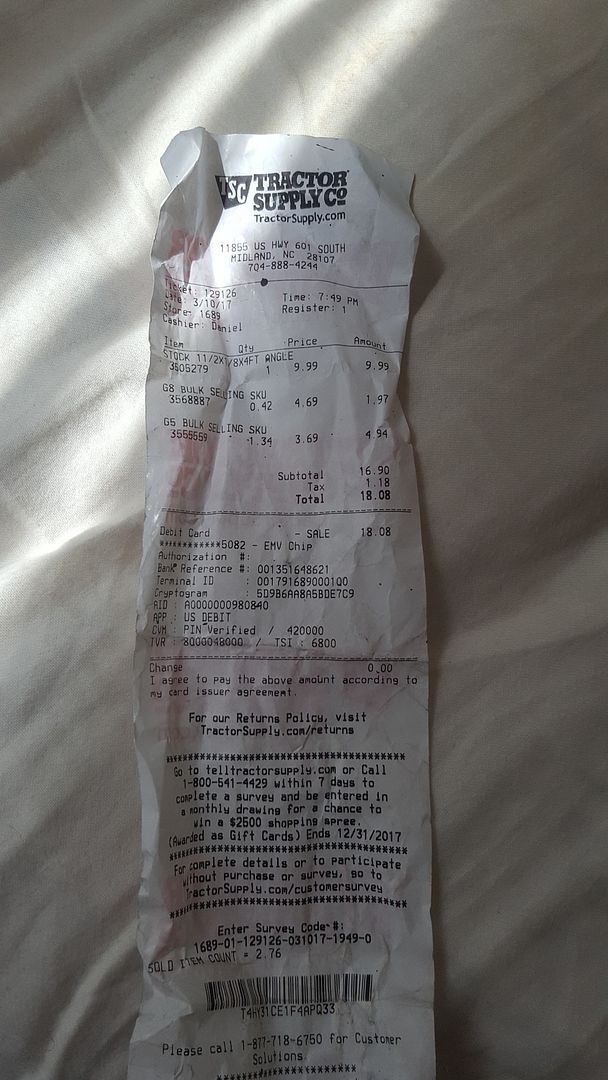 TSC TRACTOR
SUPPLY CO
TractorSupply.com
11855 US HWY 601 SOUTH
MIDLAND, NC 28107
704-888-4244
Ticket: 129126
Date: 3/10/17 Time: 7:49 PM
Store: 1689 Register: 1
Cashier: Daniel
Item Qty Price Amount
STOCK 11/2X1/8X4FT ANGLE
3505279 1 9.99 9.99
G8 BULK SELLING SKU
3568887 0.42 4.69 1.97
G5 BULK SELLING SKU
3555559 1.34 3.69 4.94
Subtotal 16.90
Tax 1.18
Total 18.08
Debit Card - SALE 18.08
************5082 - EMV Chip
Authorization #:
Bank Reference #: 001351648621
Terminal ID : 001791689000100
Cryptogram : 5D9B6AA8A5BDE7C9
AID : A0000000980840
APP : US DEBIT
CVM : PIN Verified / 420000
TVR : 8000048000 / TSI : 6800
Change 0.00
I agree to pay the above amount according to
my card issuer agreement.
For our Returns Policy, visit
TractorSupply.com/returns
Go to telltractorsupply.com or Call
1-800-541-4429 within 7 days to
complete a survey and be entered in
a monthly drawing for a chance to
win a $2500 shopping spree.
(Awarded as Gift Cards) Ends 12/31/2017
For complete details or to participate
without purchase or survey, go to
TractorSupply.com/customersurvey
Enter Survey Code #:
1689-01-129126-031017-1949-0
SOLD ITEM COUNT = 2.76
T4HY31CE1F4APQ33
Please call 1-877-718-6750 for Customer
Solutions